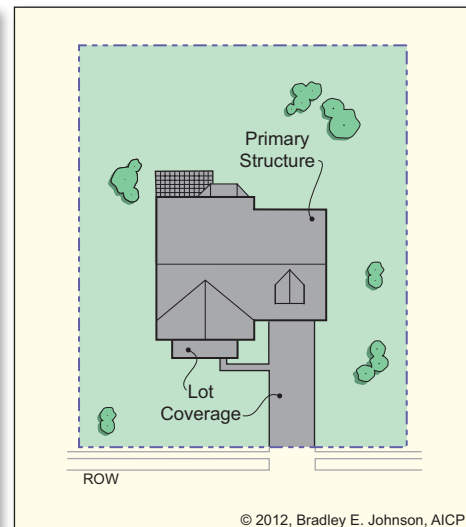 Primary
Structure
Lot
Coverage
ROW
© 2012, Bradley E. Johnson, AICP